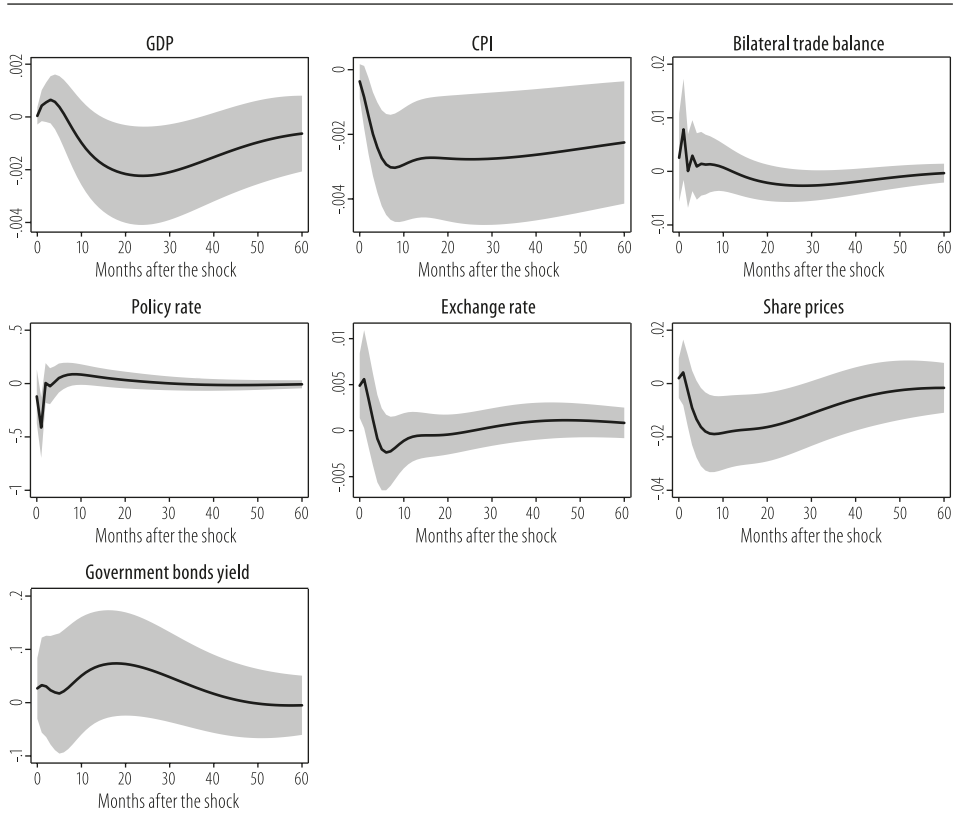 GDP
CPI
Bilateral trade balance
.002
0
-.002
-.004
0 10 20 30 40 50 60
Months after the shock
0
-.002
-.004
0 10 20 30 40 50 60
Months after the shock
.02
.01
0
-.01
0 10 20 30 40 50 60
Months after the shock
Policy rate
Exchange rate
Share prices
.5
0
-.5
-1
0 10 20 30 40 50 60
Months after the shock
.01
.005
0
-.005
0 10 20 30 40 50 60
Months after the shock
.02
0
-.02
-.04
0 10 20 30 40 50 60
Months after the shock
Government bonds yield
.2
.1
0
-.1
0 10 20 30 40 50 60
Months after the shock